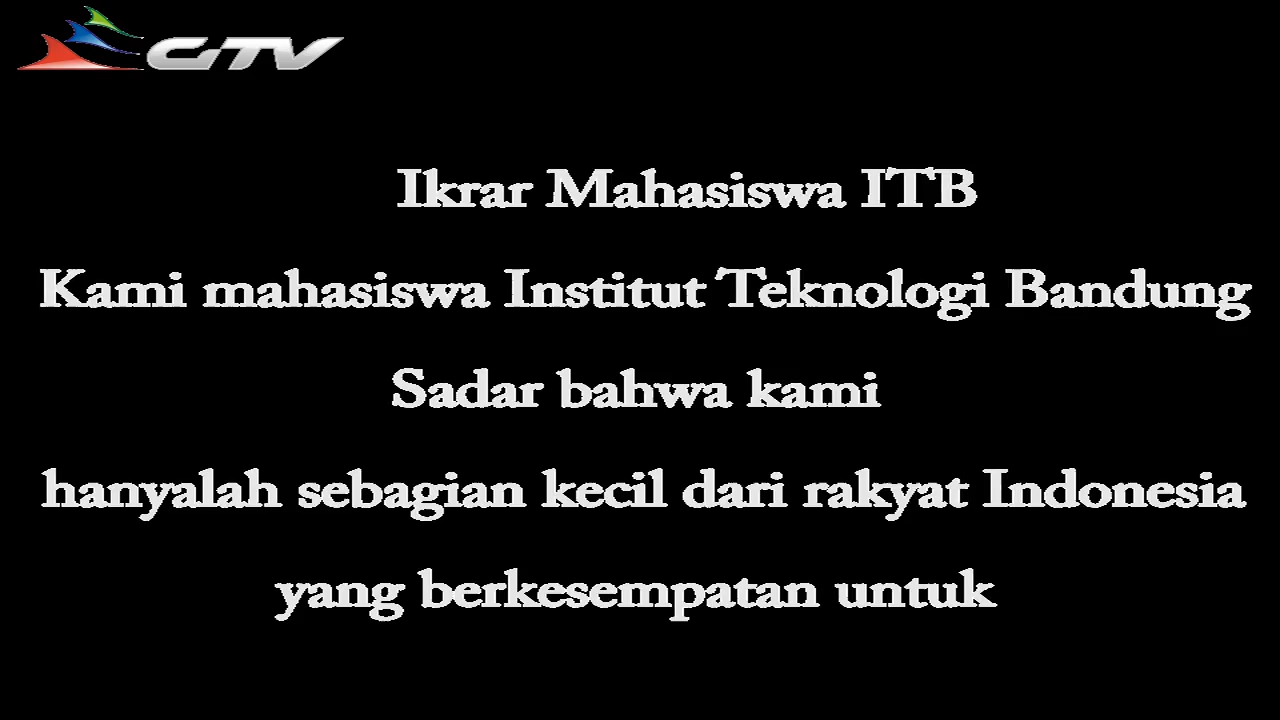 GTV
Ikrar Mahasiswa ITB
Kami mahasiswa Institut Teknologi Bandung
Sadar bahwa kami
hanyalah sebagian kecil dari rakyat Indonesia
yang berkesempatan untuk